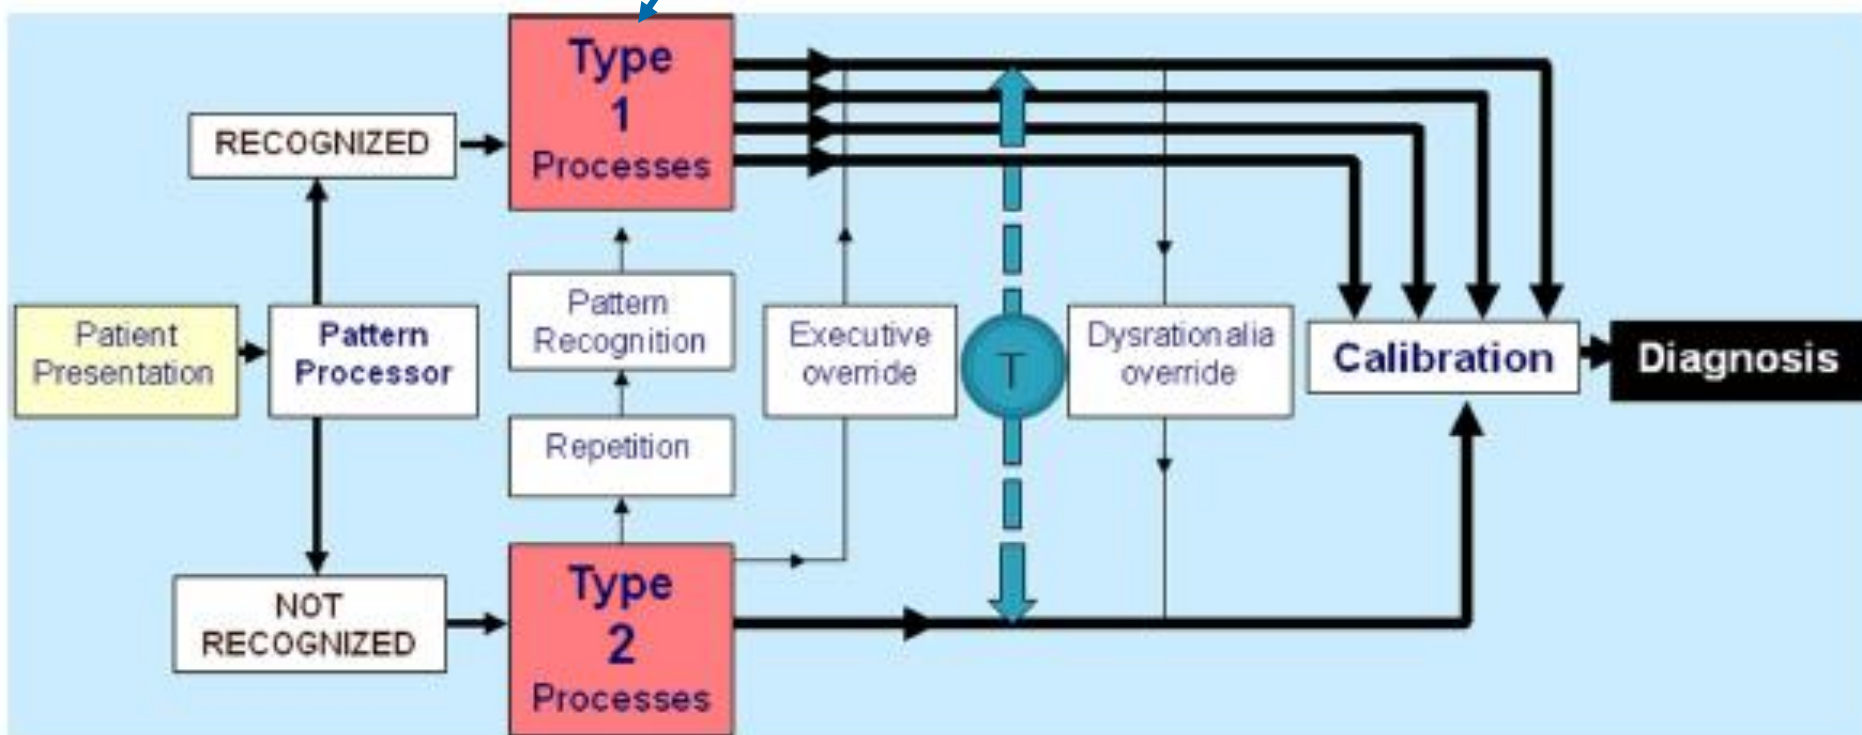 Type
1
Processes
RECOGNIZED
Patient
Presentation
Pattern
Processor
Pattern
Recognition
Repetition
Executive
override
T
Dysrationalia
override
Calibration
Diagnosis
NOT
RECOGNIZED
Type
2
Processes